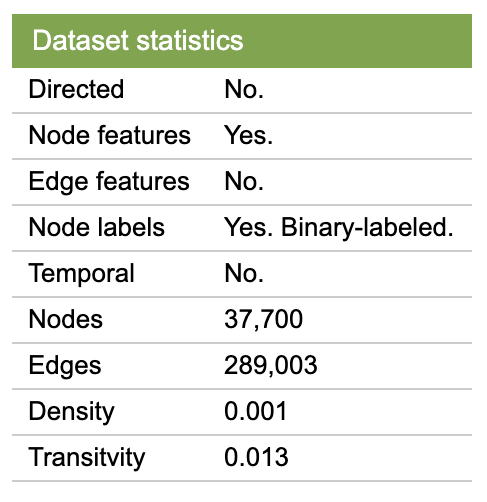 Dataset statistics
Directed No.
Node features Yes.
Edge features No.
Node labels Yes. Binary-labeled.
Temporal No.
Nodes 37,700
Edges 289,003
Density 0.001
Transitvity 0.013